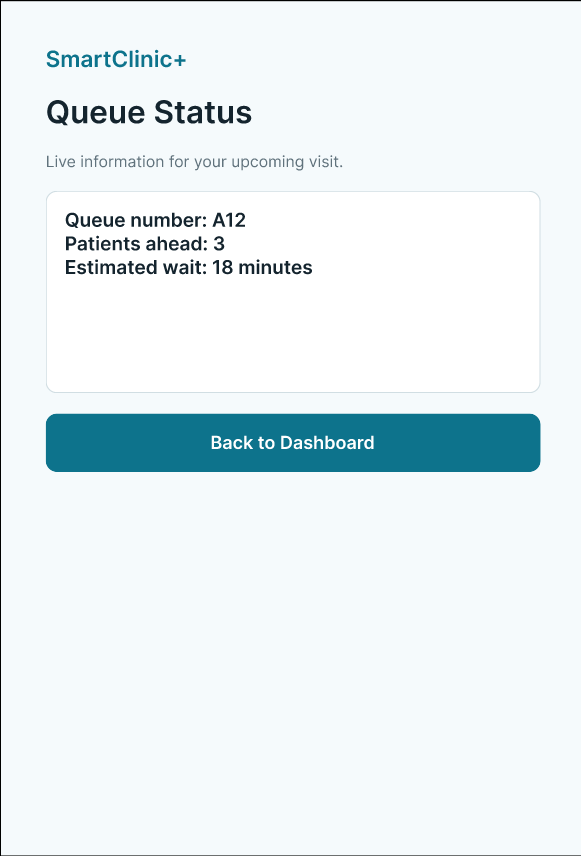 SmartClinic+
Queue Status
Live information for your upcoming visit.
Queue number: A12
Patients ahead: 3
Estimated wait: 18 minutes
Back to Dashboard